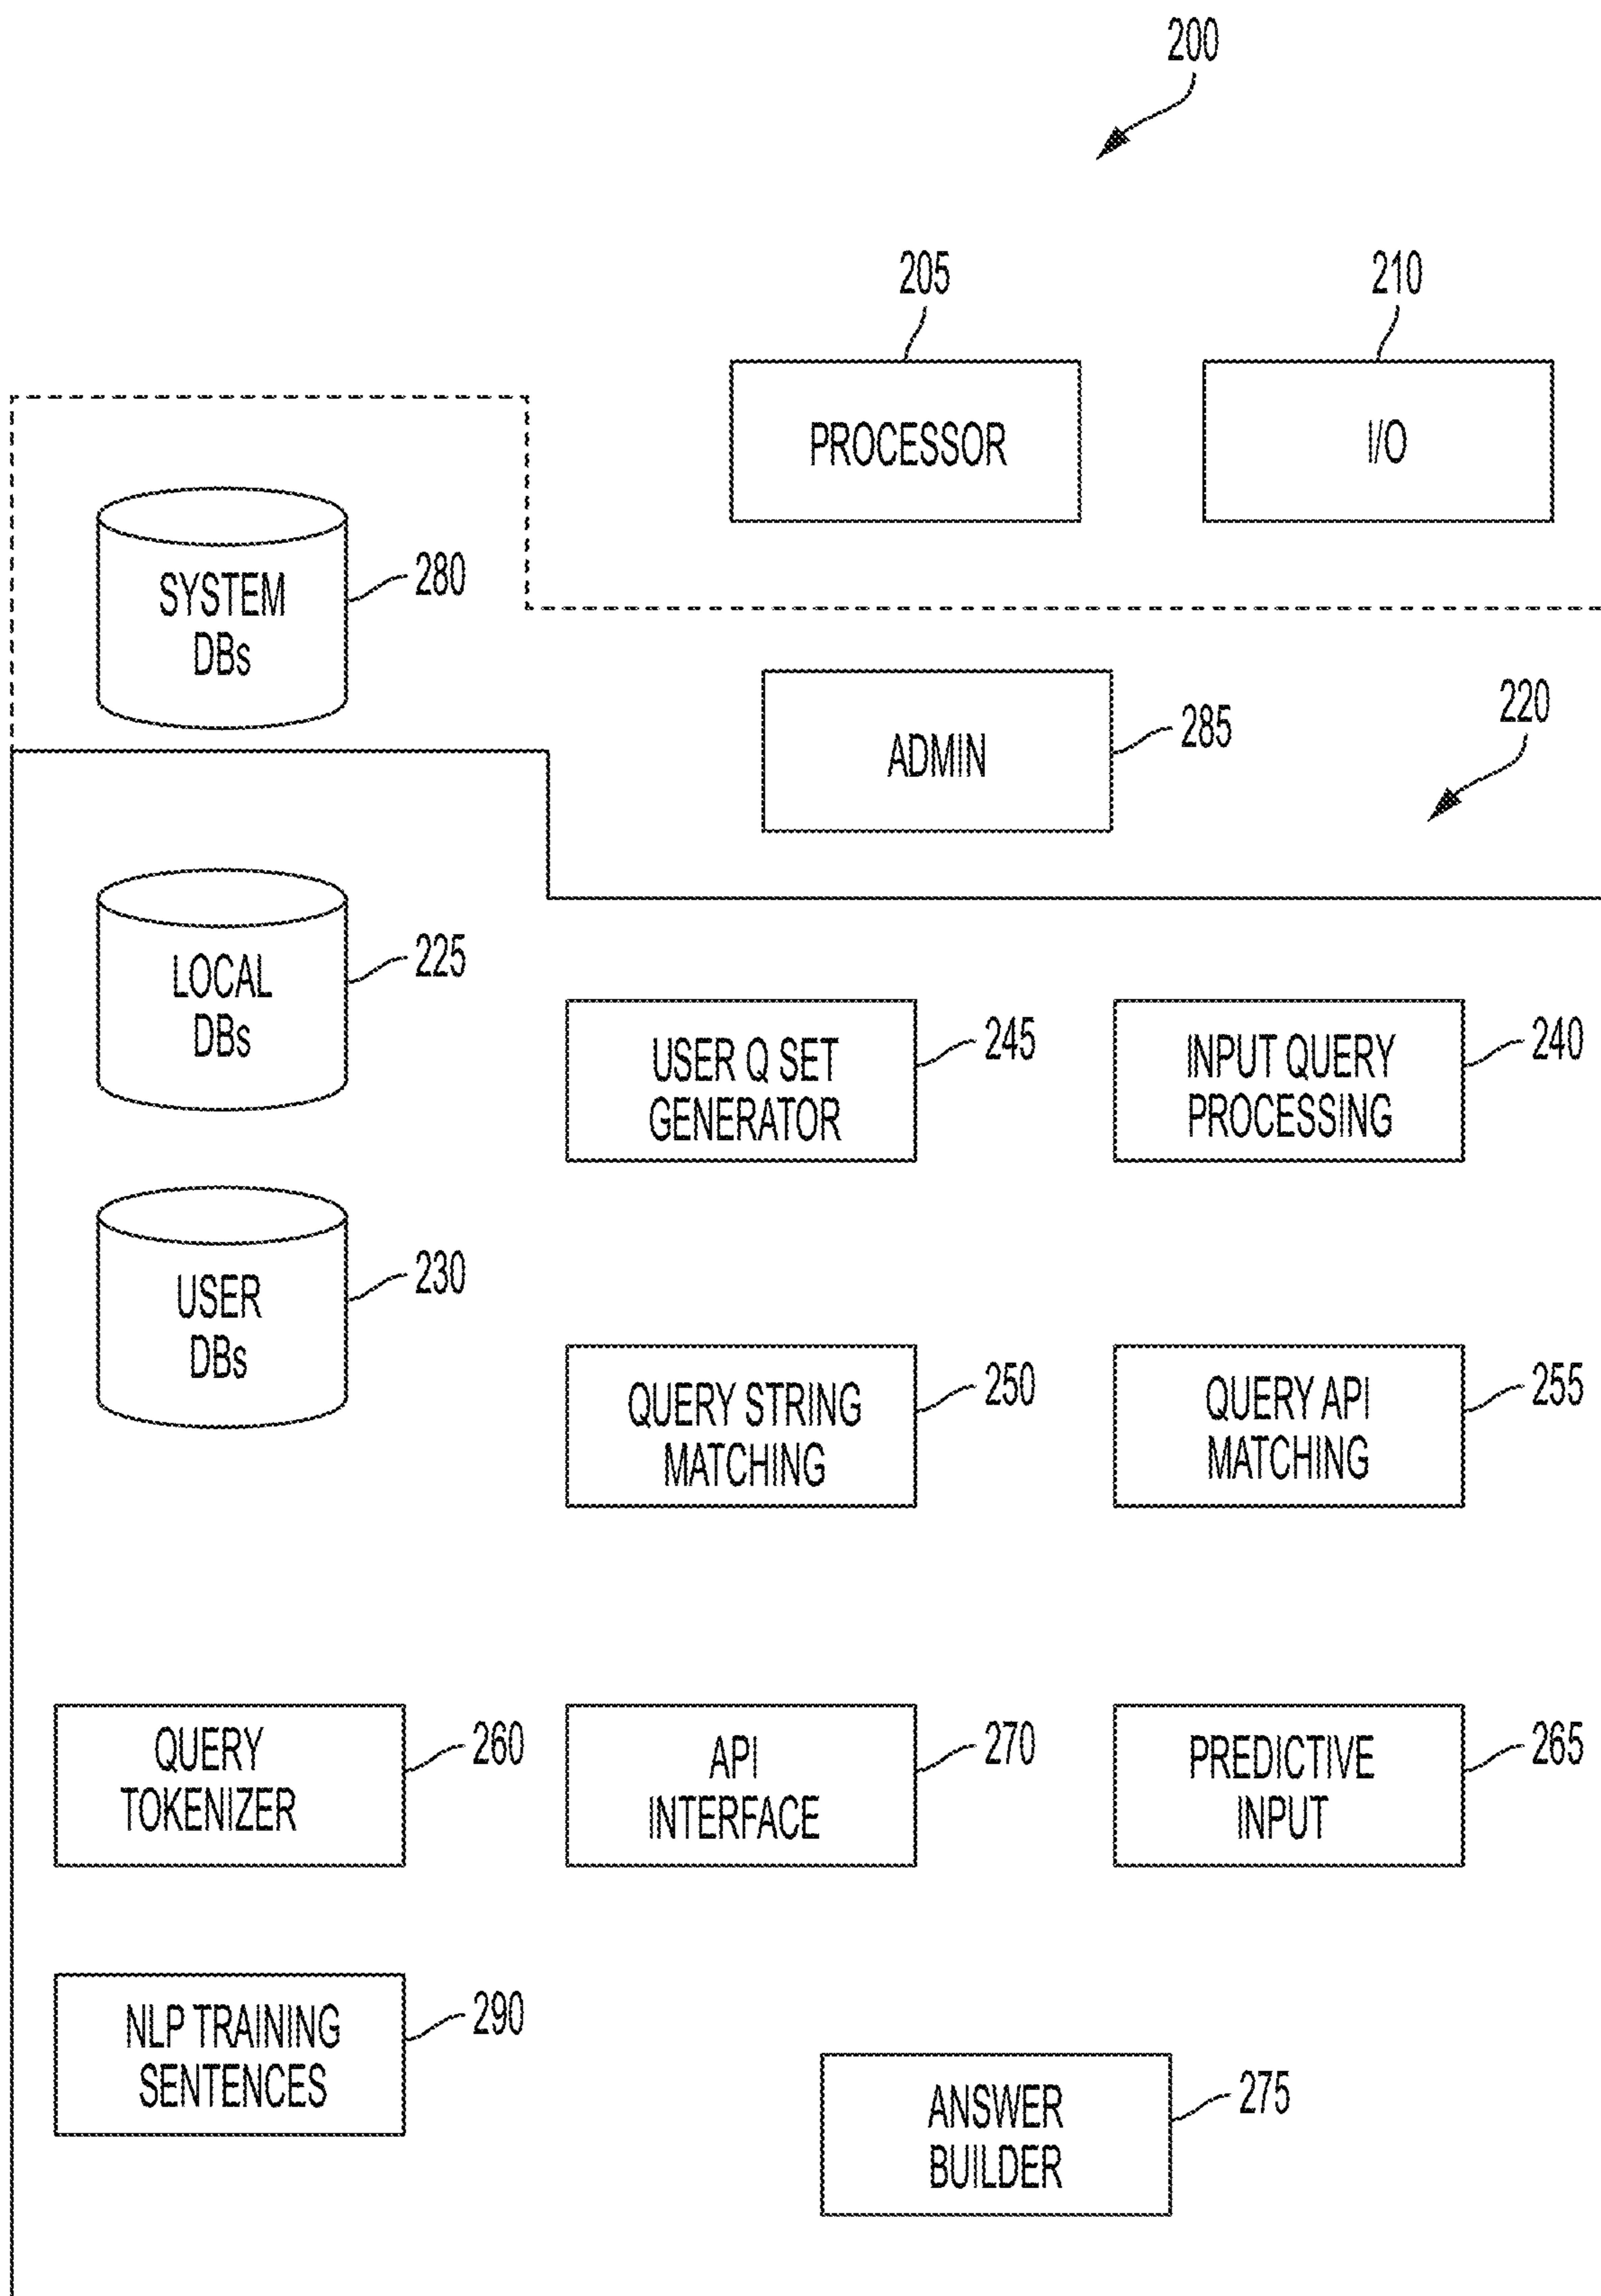 200
205
210
PROCESSOR
I/O
SYSTEM
DBs
280
ADMIN
285
220
LOCAL
DBs
225
USER Q SET
GENERATOR
245
INPUT QUERY
PROCESSING
240
USER
DBs
230
QUERY STRING
MATCHING
250
QUERY API
MATCHING
255
QUERY
TOKENIZER
260
API
INTERFACE
270
PREDICTIVE
INPUT
265
NLP TRAINING
SENTENCES
290
ANSWER
BUILDER
275